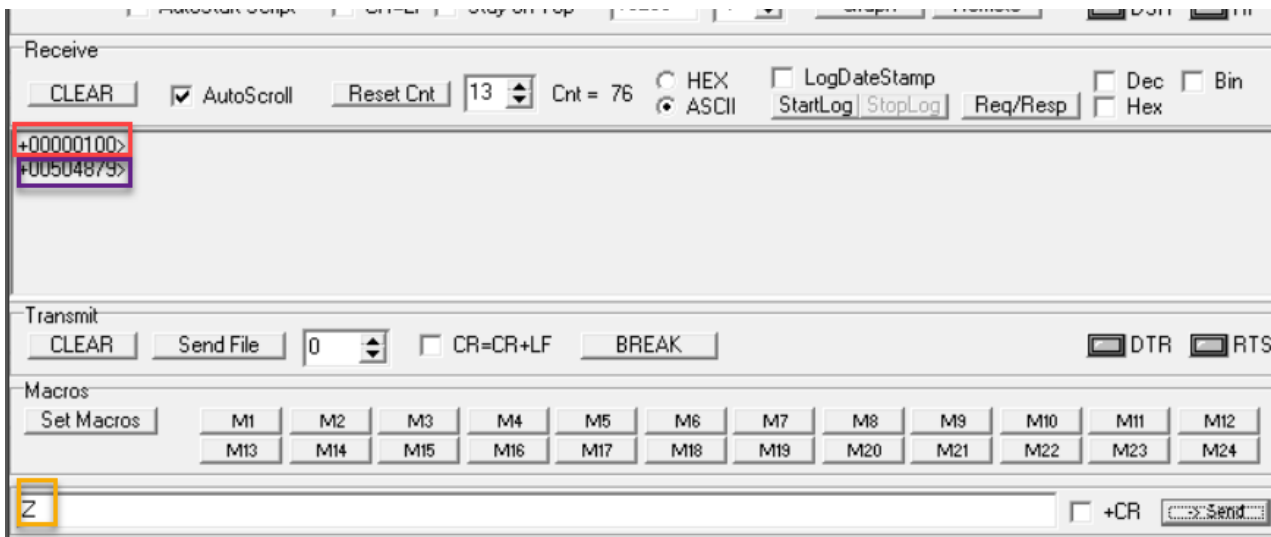 Receive
CLEAR AutoScroll Reset Cnt 13 Cnt = 76 HEX ASCII LogDateStamp StartLog StopLog Req/Resp Dec Bin Hex
+00000100>
+00504879>
Transmit
CLEAR Send File 0 CR=CR+LF BREAK DTR RTS
Macros
Set Macros M1 M2 M3 M4 M5 M6 M7 M8 M9 M10 M11 M12
M13 M14 M15 M16 M17 M18 M19 M20 M21 M22 M23 M24
Z +CR -> Send